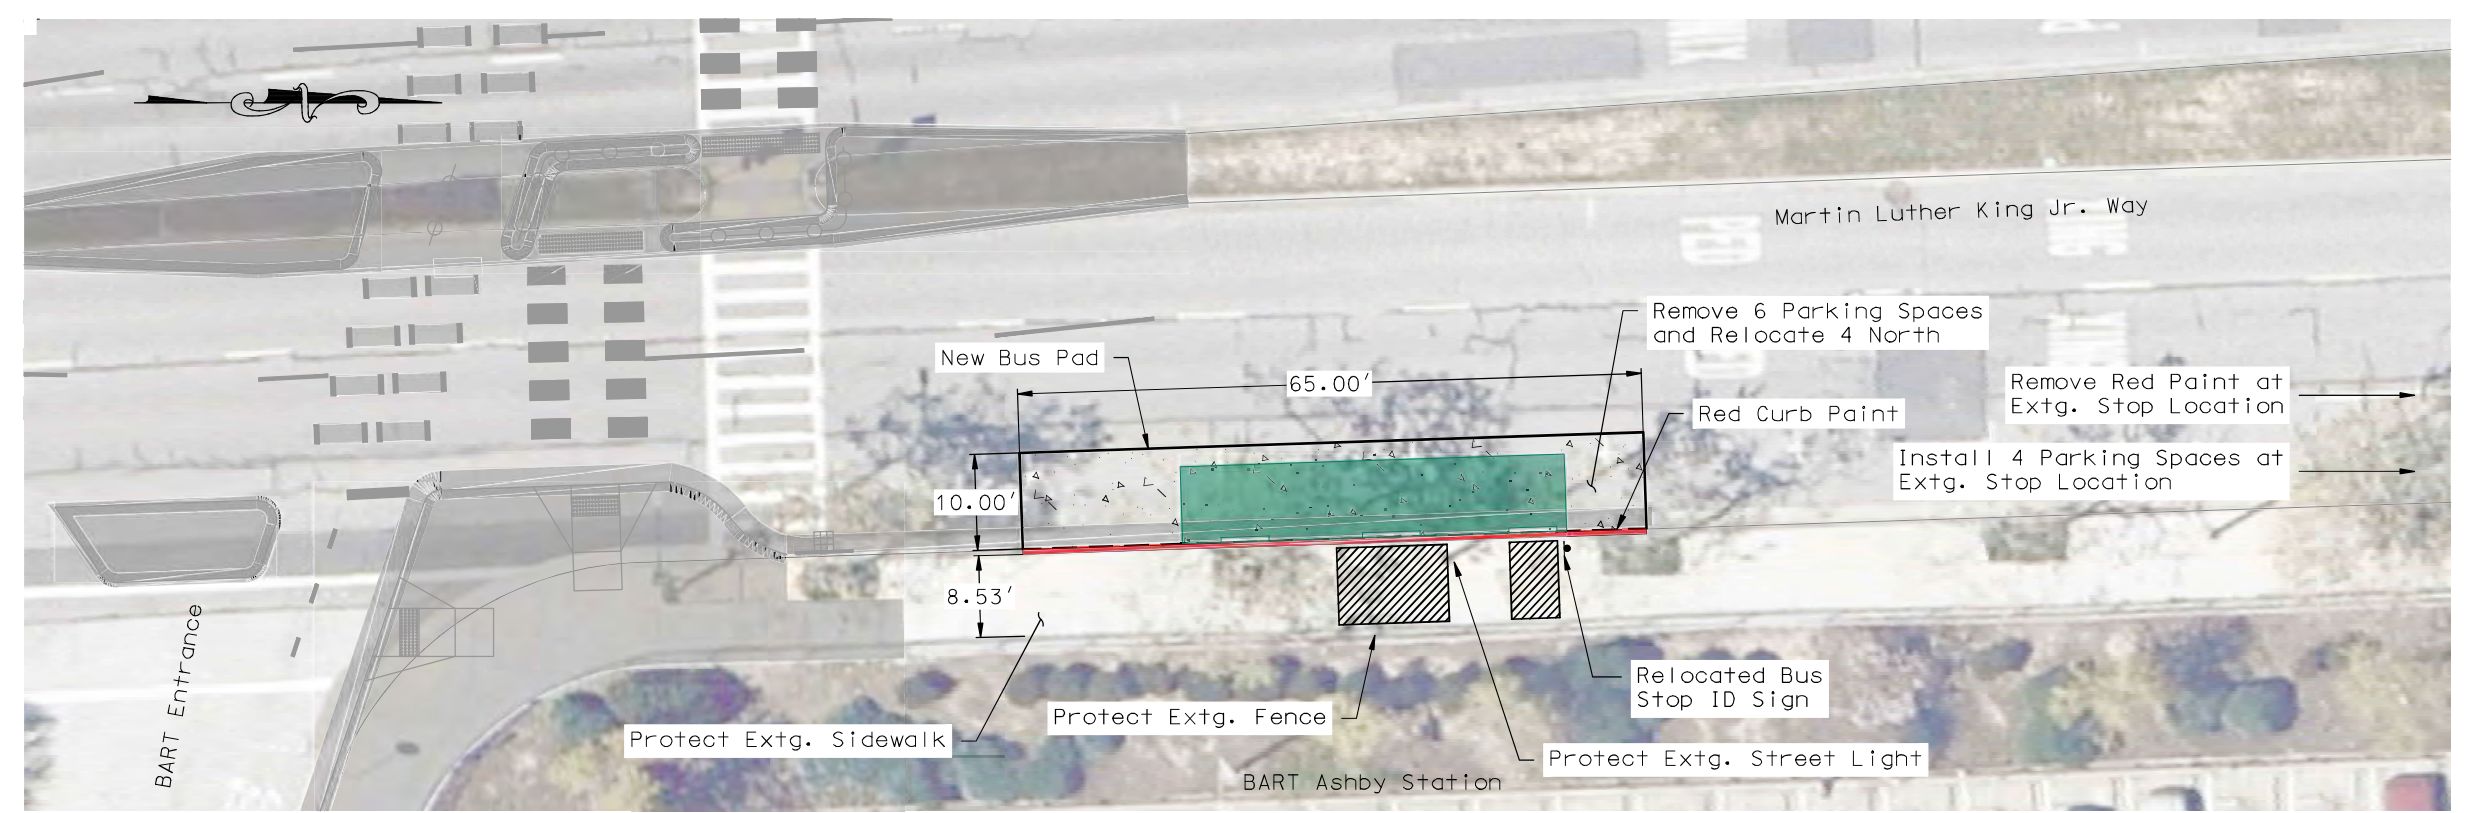 Martin Luther King Jr. Way
Remove 6 Parking Spaces
and Relocate 4 North
New Bus Pad
65.00'
Remove Red Paint at
Extg. Stop Location
Red Curb Paint
Install 4 Parking Spaces at
Extg. Stop Location
10.00'
8.53'
BART Entrance
Relocated Bus
Stop ID Sign
Protect Extg. Fence
Protect Extg. Sidewalk
Protect Extg. Street Light
BART Ashby Station
PED